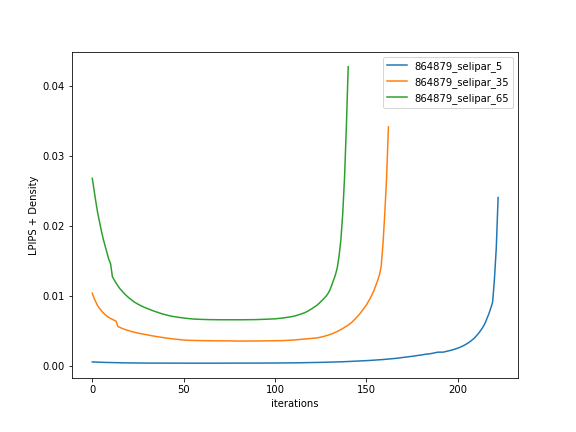 864879_selipar_5
864879_selipar_35
864879_selipar_65
0.04
0.03
0.02
0.01
0.00
LPIPS + Density
0 50 100 150 200
iterations